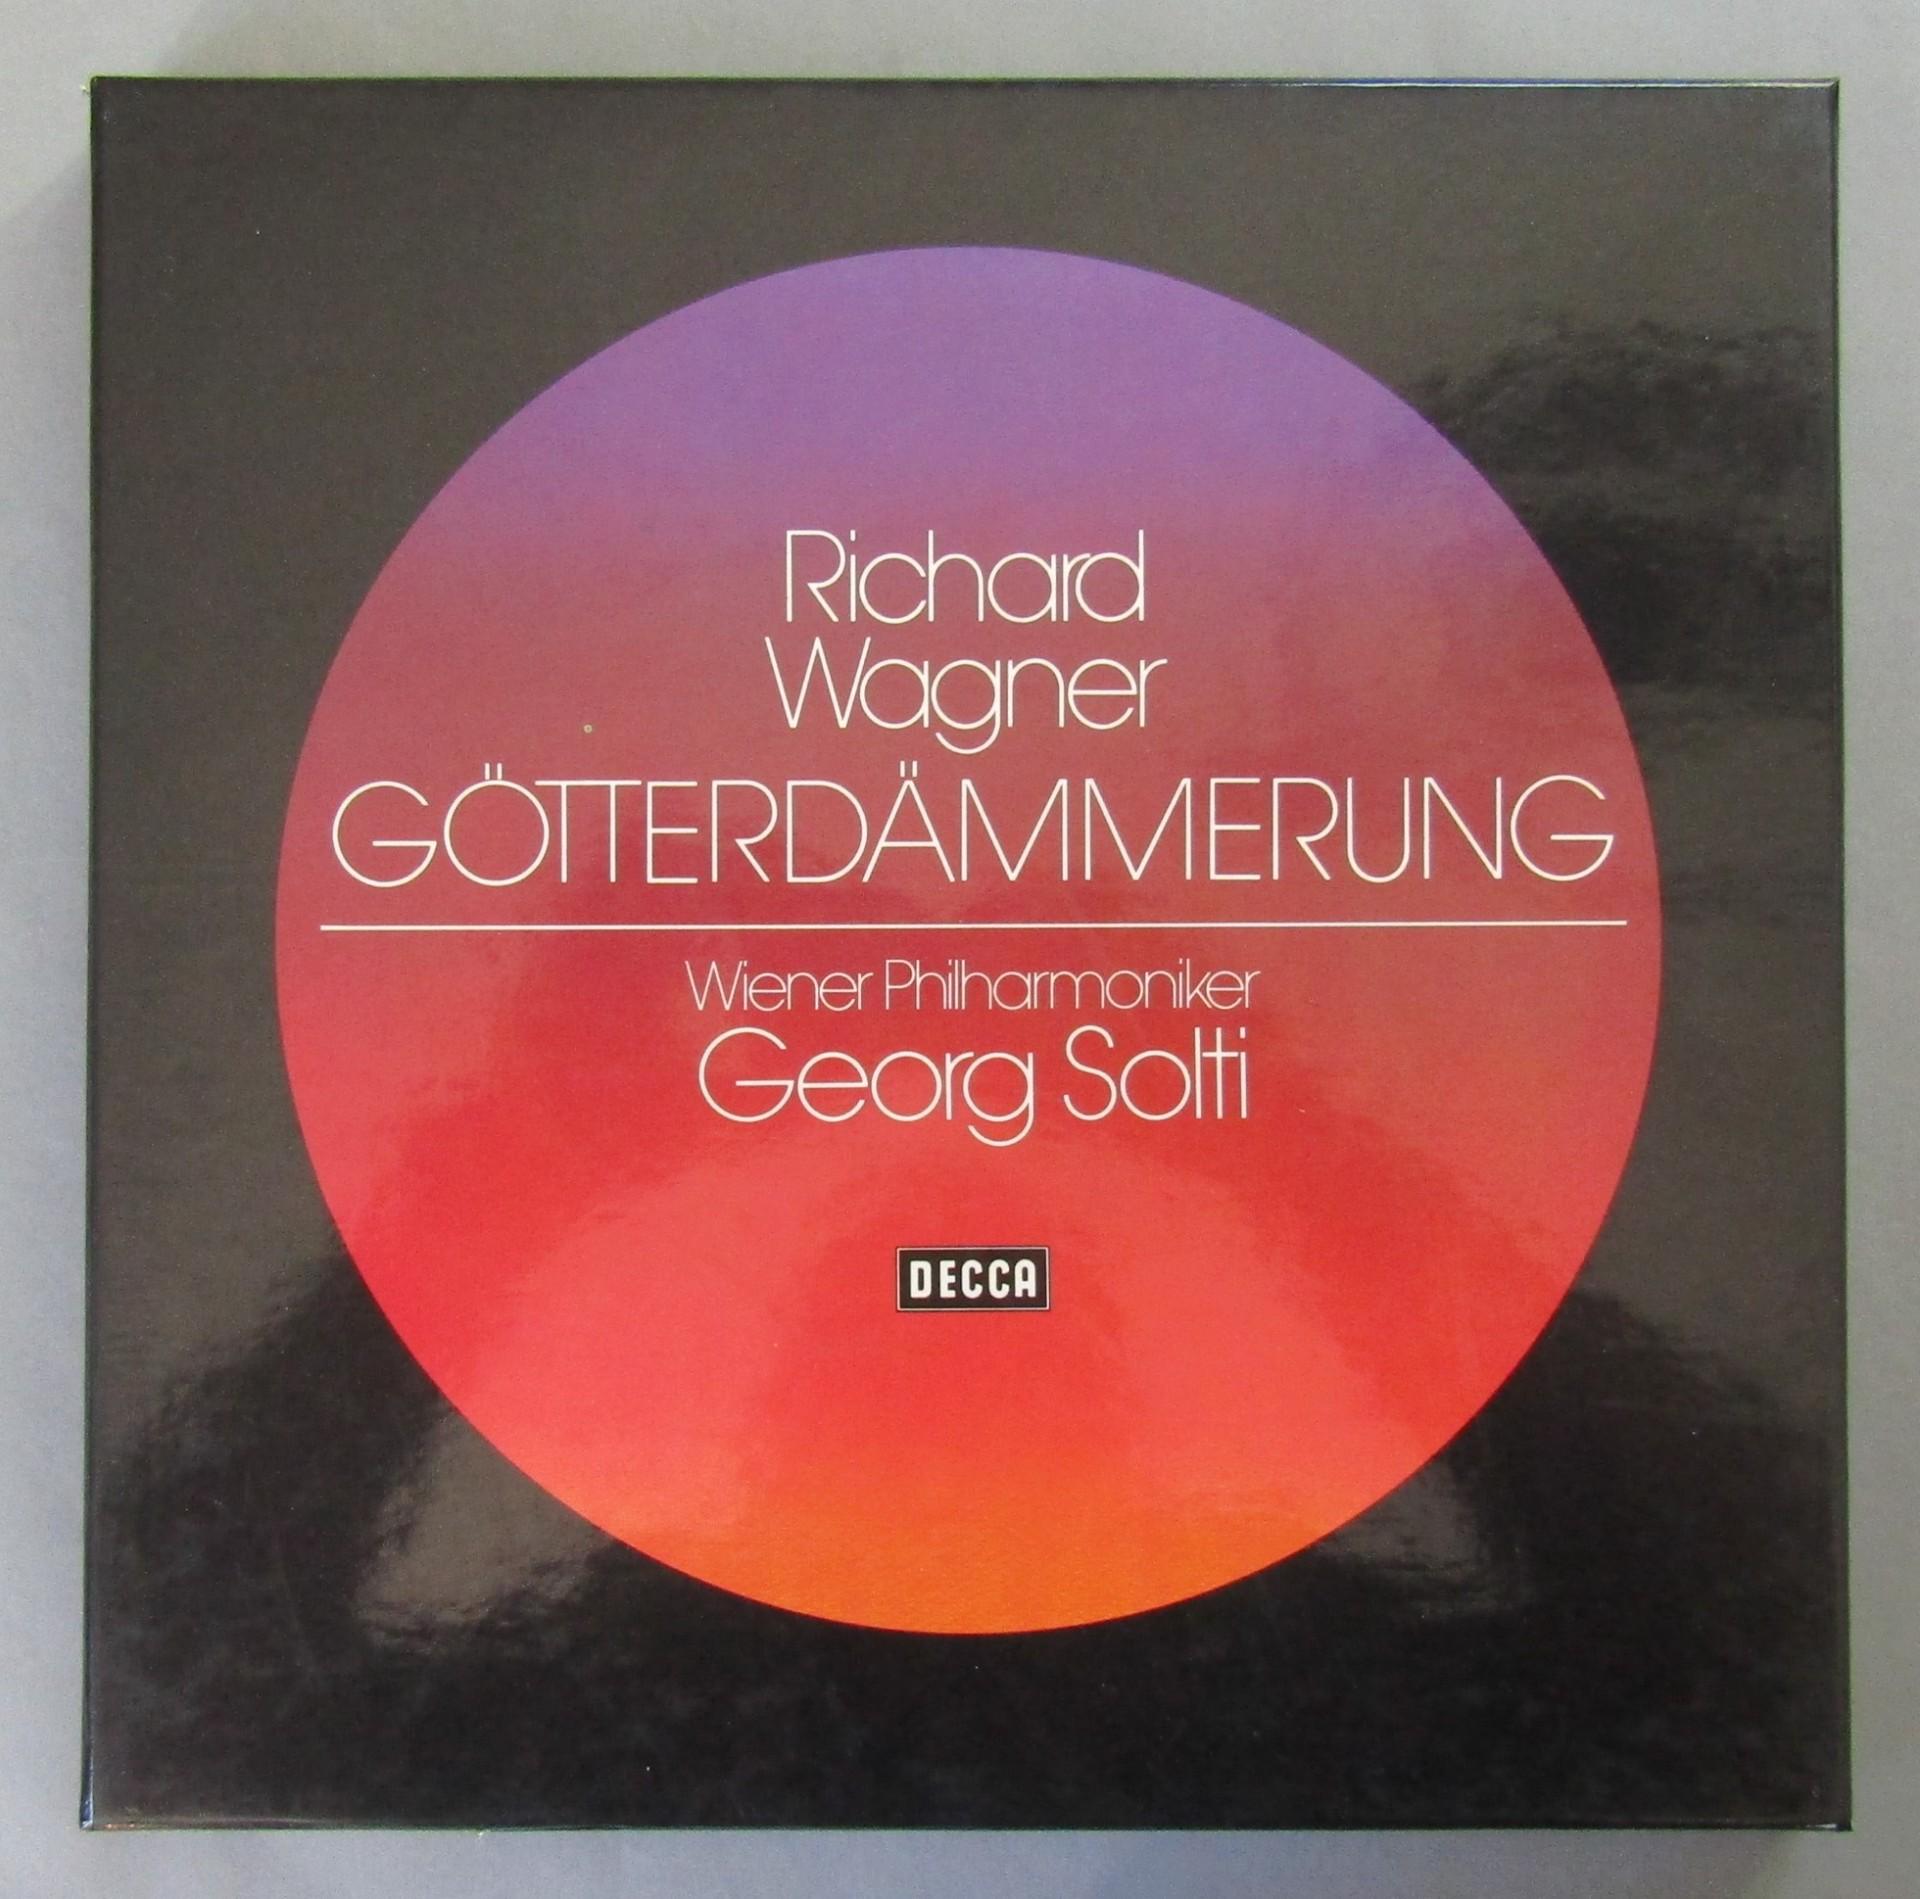 Richard
Wagner
GÖTTERDÄMMERUNG
Wiener Philharmoniker
Georg Solti
DECCA